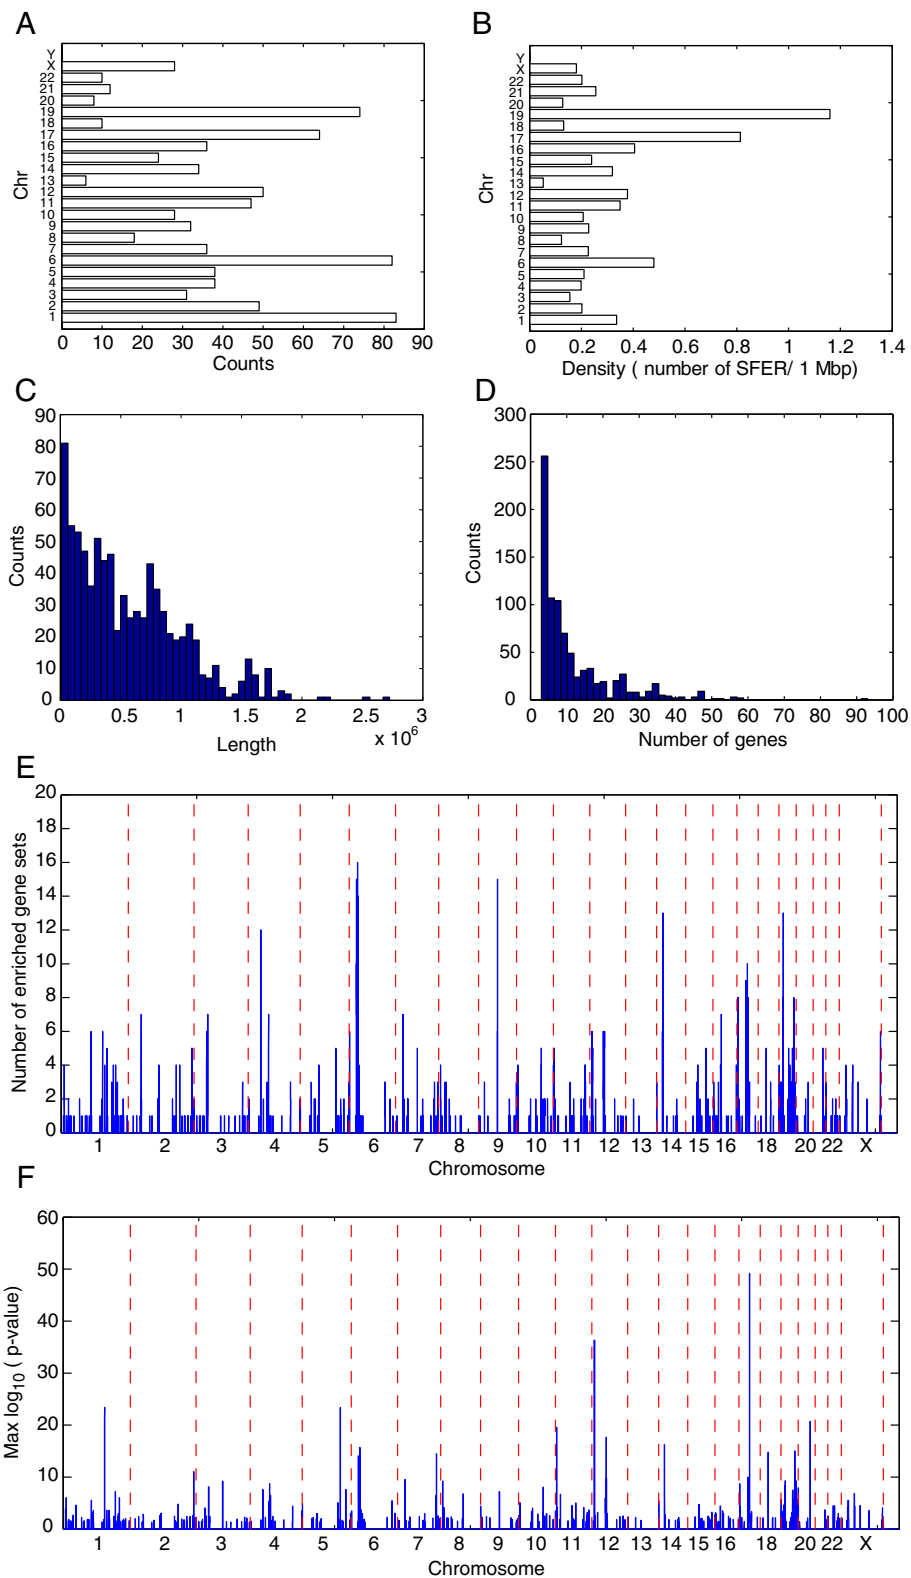 A
Y
X
22
21
20
19
18
17
16
15
14
13
12
11
10
9
8
7
6
5
4
3
2
1
Chr
0 10 20 30 40 50 60 70 80 90
Counts
B
Y
X
22
21
20
19
18
17
16
15
14
13
12
11
10
9
8
7
6
5
4
3
2
1
Chr
0 0.2 0.4 0.6 0.8 1 1.2 1.4
Density ( number of SFER/ 1 Mbp)
C
90
80
70
60
50
40
30
20
10
0
Counts
0 0.5 1 1.5 2 2.5 3
Length
x 10^6
D
300
250
200
150
100
50
0
Counts
0 10 20 30 40 50 60 70 80 90 100
Number of genes
E
20
18
16
14
12
10
8
6
4
2
0
Number of enriched gene sets
1 2 3 4 5 6 7 8 9 10 11 12 13 14 15 16 18 20 22 X
Chromosome
F
60
50
40
30
20
10
0
Max log10 ( p-value)
1 2 3 4 5 6 7 8 9 10 11 12 13 14 15 16 18 20 22 X
Chromosome